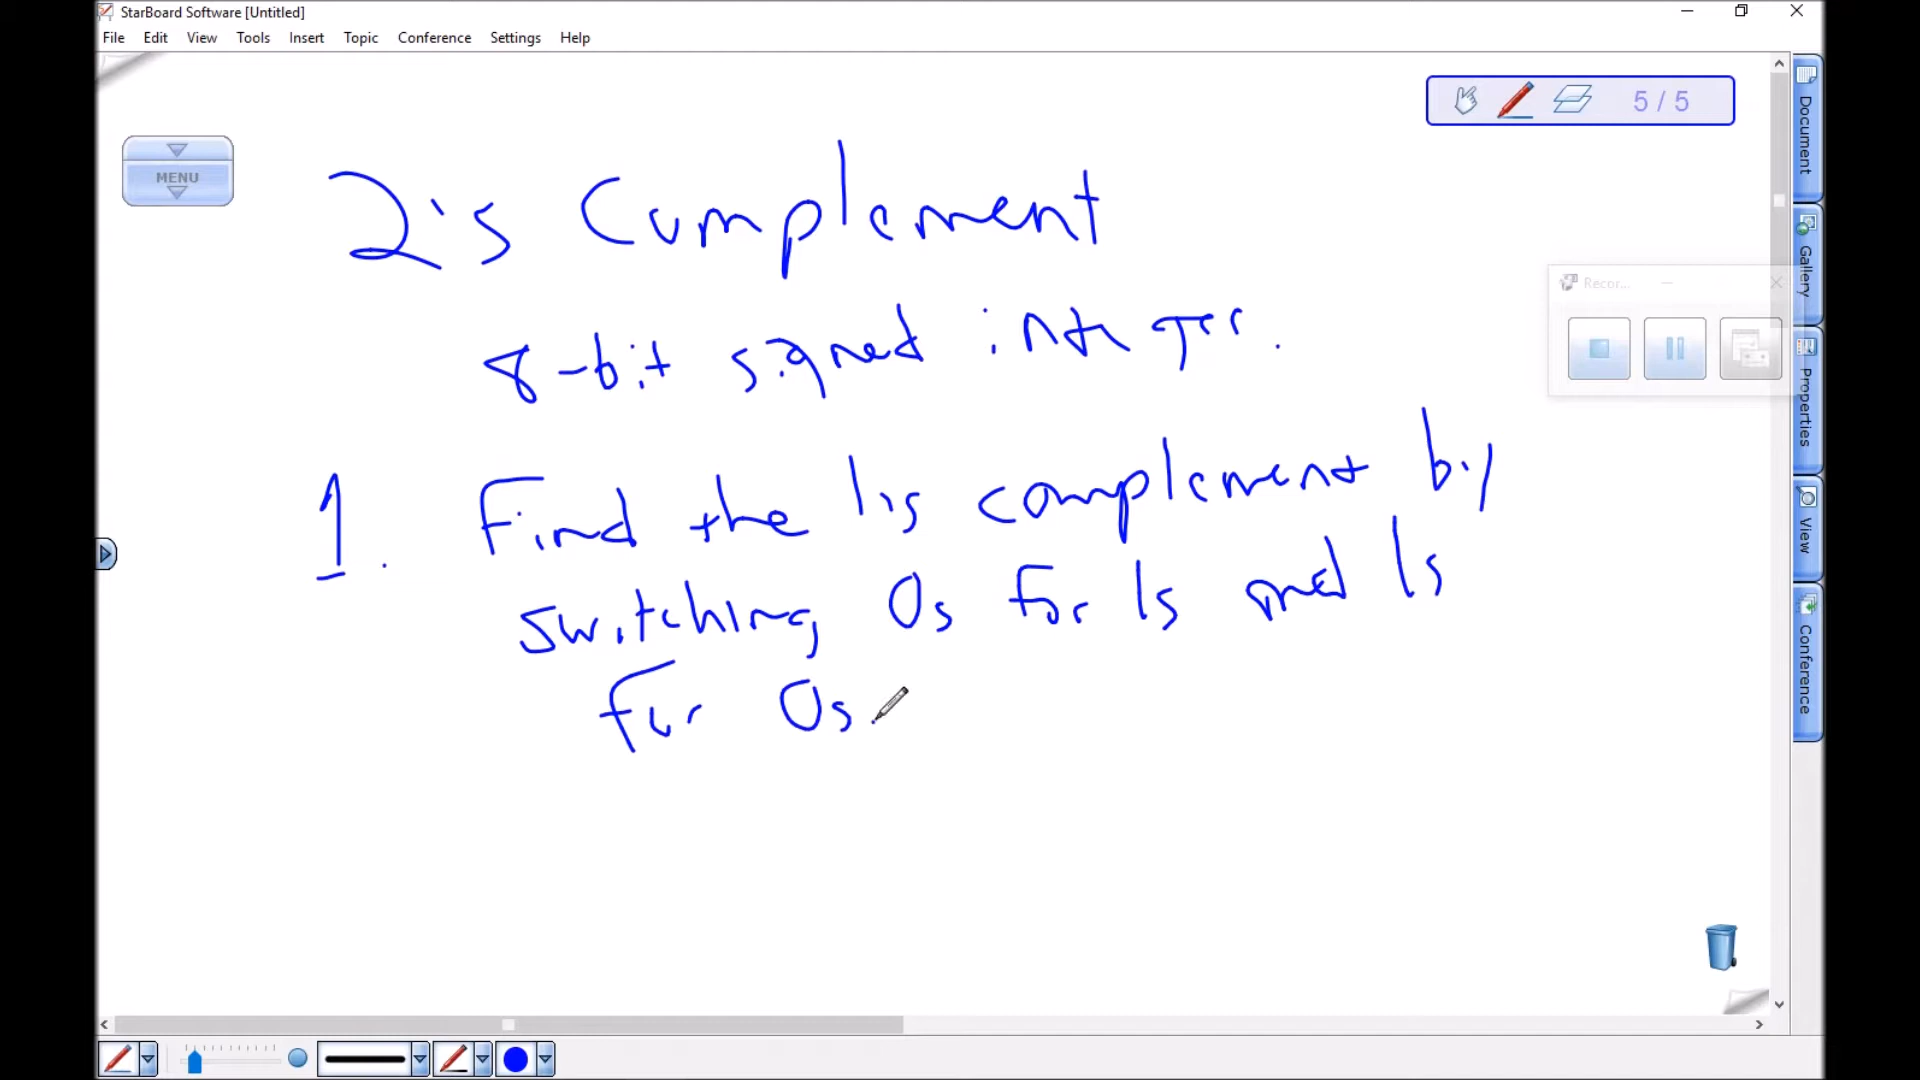 StarBoard Software [Untitled]
File Edit View Tools Insert Topic Conference Settings Help
5 / 5
MENU
2's Complement
8-bit signed integer.
1. Find the 1's complement by
switching 0s for 1s and 1s
for 0s.
Recor...
Document
Gallery
Properties
View
Conference